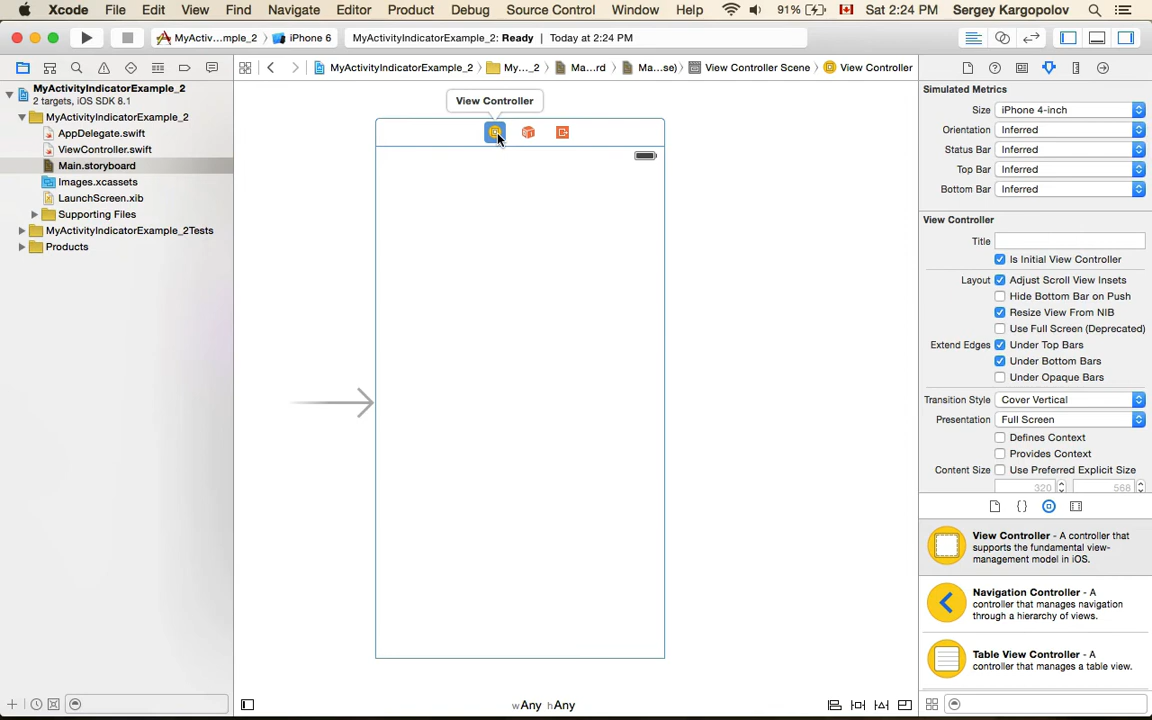 Xcode File Edit View Find Navigate Editor Product Debug Source Control Window Help 91% Sat 2:24 PM Sergey Kargopolov
MyActiv...mple_2 iPhone 6 MyActivityIndicatorExample_2: Ready | Today at 2:24 PM
MyActivityIndicatorExample_2 My..._2 Ma...rd Ma...se) View Controller Scene View Controller
MyActivityIndicatorExample_2
2 targets, iOS SDK 8.1
MyActivityIndicatorExample_2
AppDelegate.swift
ViewController.swift
Main.storyboard
Images.xcassets
LaunchScreen.xib
Supporting Files
MyActivityIndicatorExample_2Tests
Products
View Controller
wAny hAny
Simulated Metrics
Size iPhone 4-inch
Orientation Inferred
Status Bar Inferred
Top Bar Inferred
Bottom Bar Inferred
View Controller
Title
Is Initial View Controller
Layout Adjust Scroll View Insets
Hide Bottom Bar on Push
Resize View From NIB
Use Full Screen (Deprecated)
Extend Edges Under Top Bars
Under Bottom Bars
Under Opaque Bars
Transition Style Cover Vertical
Presentation Full Screen
Defines Context
Provides Context
Content Size Use Preferred Explicit Size
320 568
View Controller - A controller that
supports the fundamental view-
management model in iOS.
Navigation Controller - A
controller that manages navigation
through a hierarchy of views.
Table View Controller - A
controller that manages a table view.